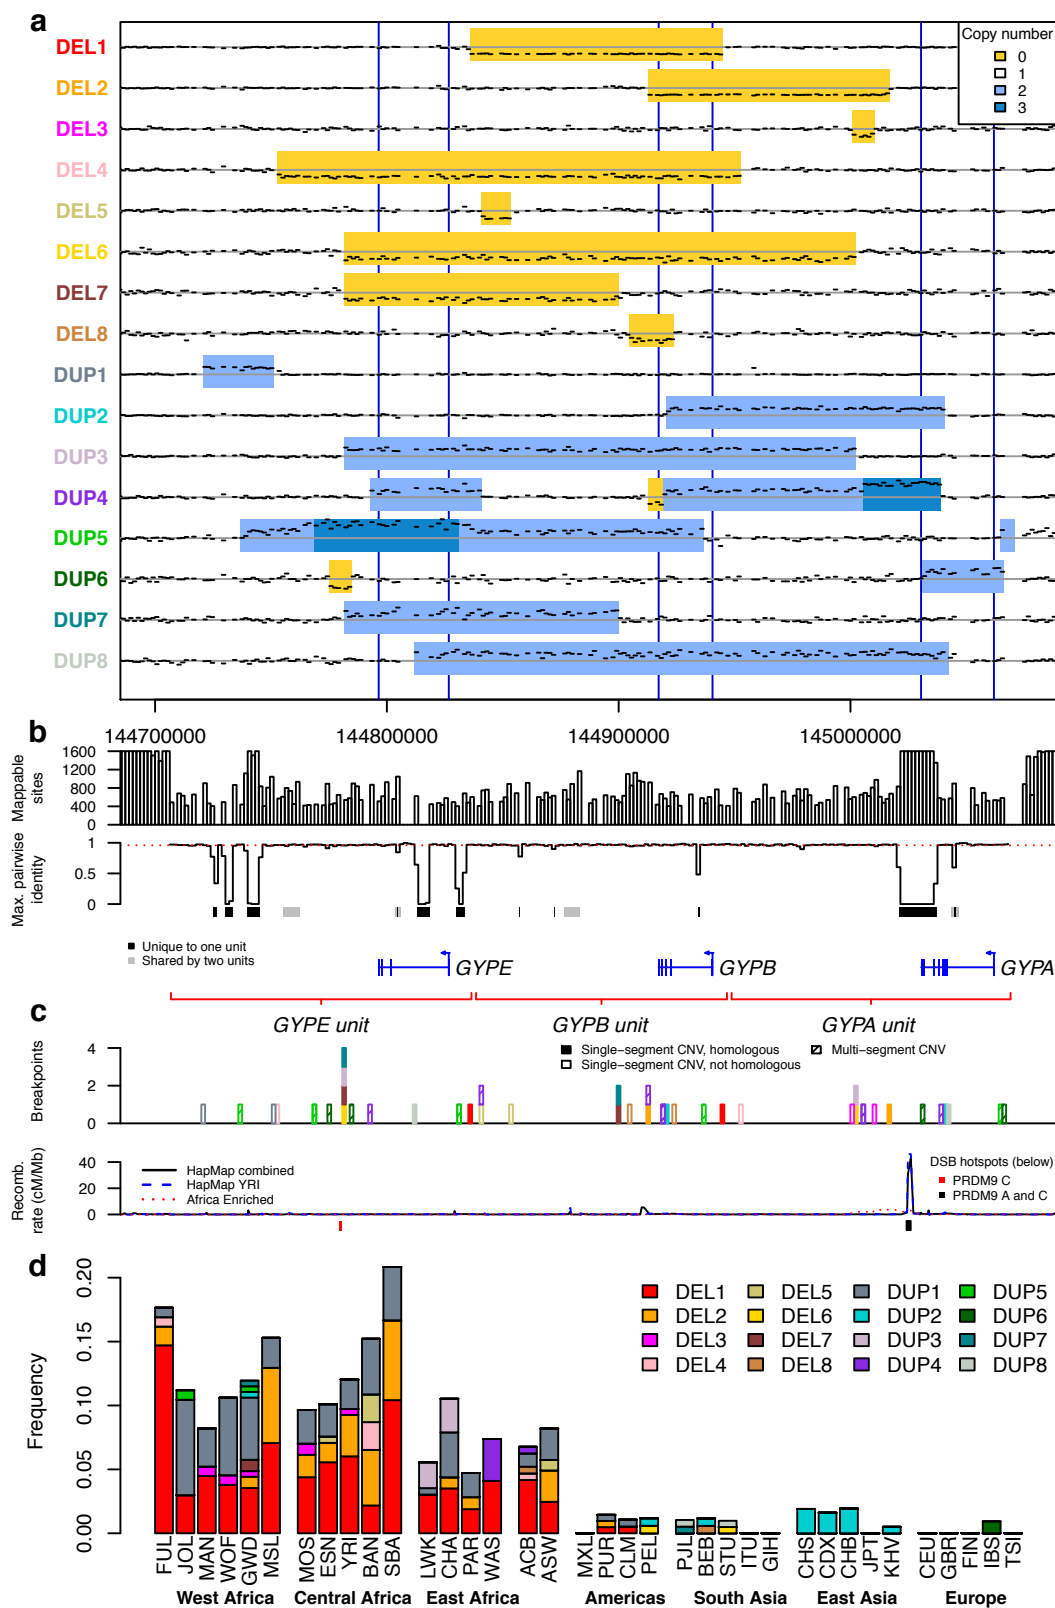 a
Copy number
0
1
2
3
DEL1
DEL2
DEL3
DEL4
DEL5
DEL6
DEL7
DEL8
DUP1
DUP2
DUP3
DUP4
DUP5
DUP6
DUP7
DUP8
144700000 144800000 144900000 145000000
b
Mappable
sites
1600
1200
800
400
0
Max. pairwise
identity
1
0.5
0
Unique to one unit
Shared by two units
GYPE GYPB GYPA
GYPE unit GYPB unit GYPA unit
c
Breakpoints
4
2
0
Single−segment CNV, homologous
Single−segment CNV, not homologous
Multi−segment CNV
Recomb.
rate (cM/Mb)
40
20
0
HapMap combined
HapMap YRI
Africa Enriched
DSB hotspots (below)
PRDM9 C
PRDM9 A and C
d
Frequency
0.20
0.15
0.10
0.05
0.00
DEL1 DEL5 DUP1 DUP5
DEL2 DEL6 DUP2 DUP6
DEL3 DEL7 DUP3 DUP7
DEL4 DEL8 DUP4 DUP8
FUL JOL MAN WOF GWD MSL MOS ESN YRI BAN SBA LWK CHA PAR WAS ACB ASW MXL PUR CLM PEL PJL BEB STU ITU GIH CHS CDX CHB JPT KHV CEU GBR FIN IBS TSI
West Africa Central Africa East Africa Americas South Asia East Asia Europe